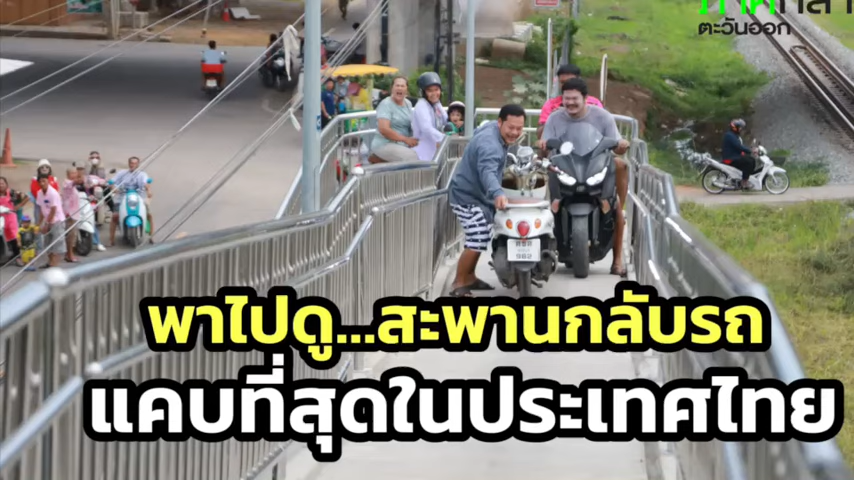 ตะวันออก
พาไปดู...สะพานกลับรถ
แคบที่สุดในประเทศไทย